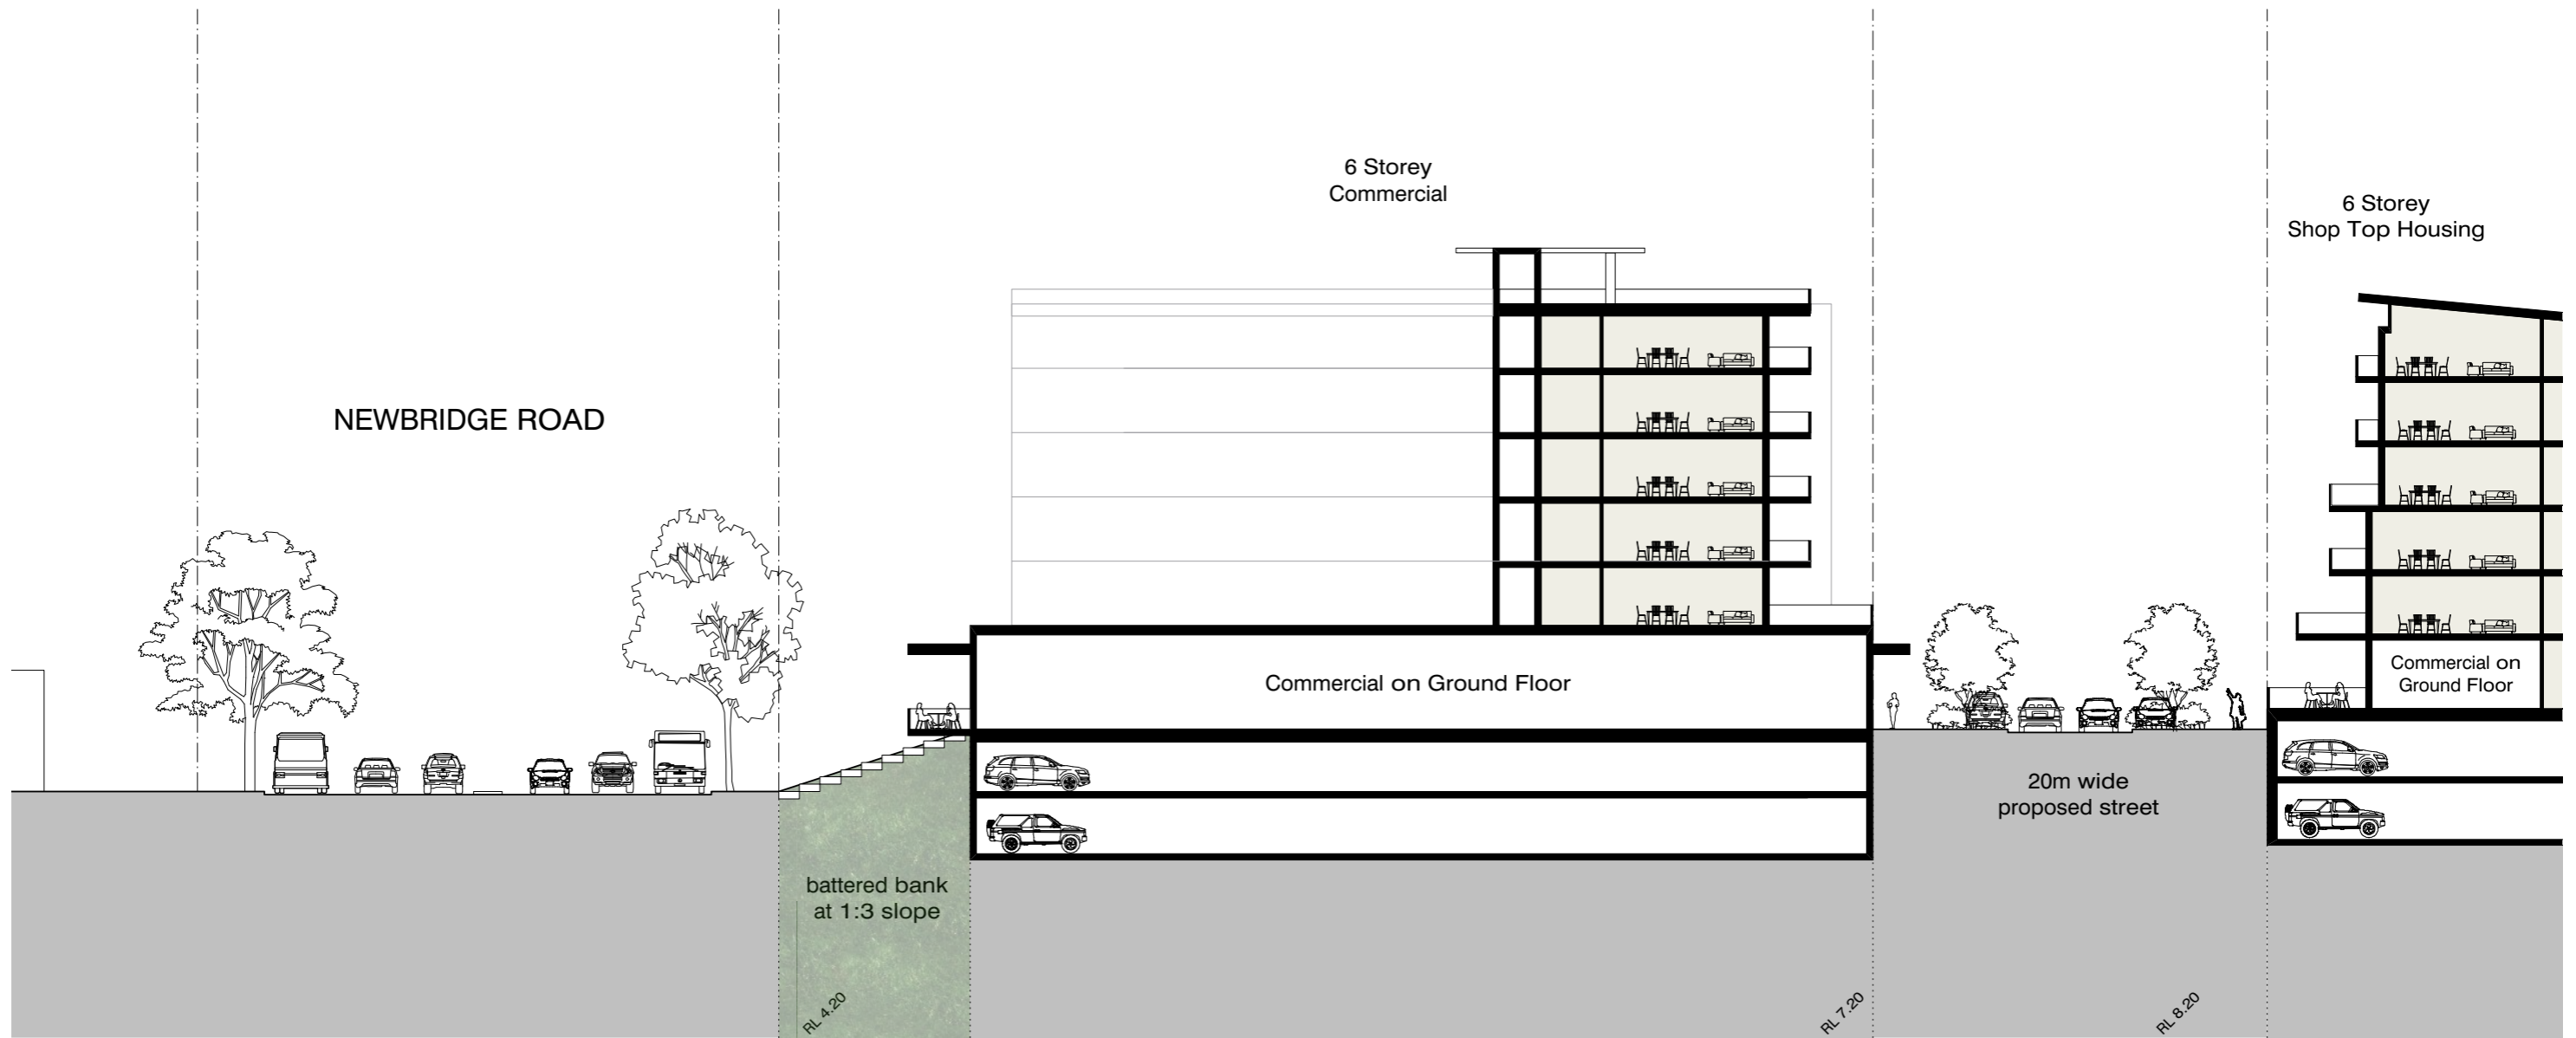 6 Storey
Commercial
6 Storey
Shop Top Housing
NEWBRIDGE ROAD
Commercial on
Ground Floor
Commercial on Ground Floor
20m wide
proposed street
battered bank
at 1:3 slope
RL 4.20
RL 7.20
RL 8.20